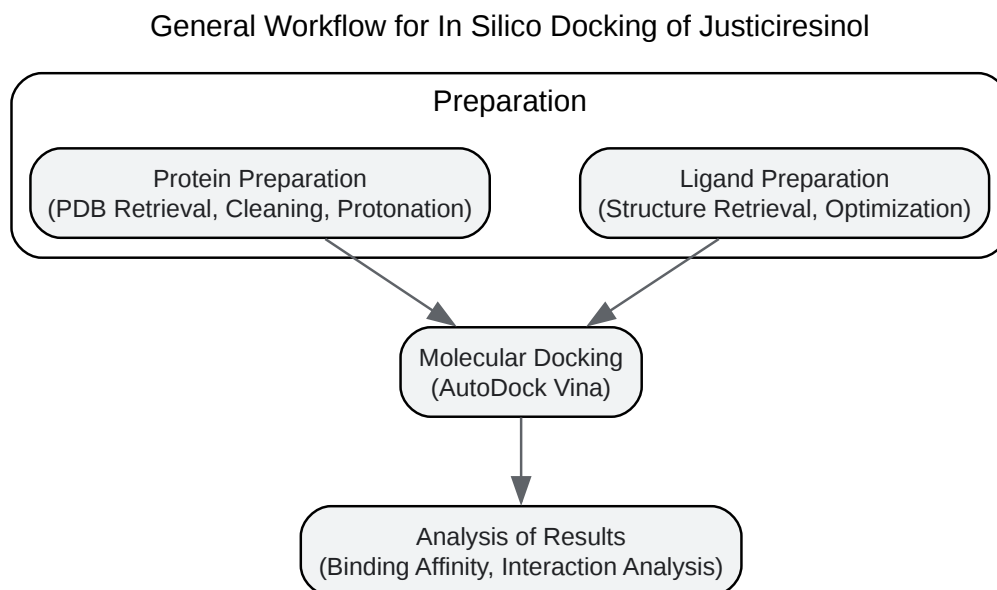 General Workflow for In Silico Docking of Justiciresinol
Preparation
Protein Preparation
(PDB Retrieval, Cleaning, Protonation)
Ligand Preparation
(Structure Retrieval, Optimization)
Molecular Docking
(AutoDock Vina)
Analysis of Results
(Binding Affinity, Interaction Analysis)